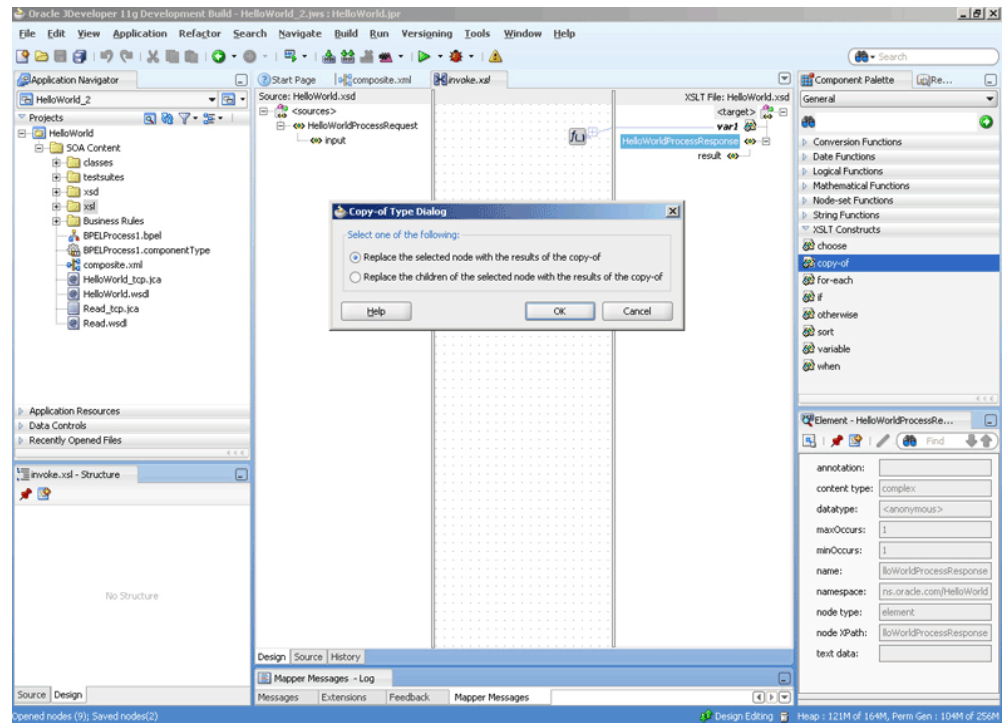 Oracle JDeveloper 11g Development Build - HelloWorld_2.jws : HelloWorld.jpr
File Edit View Application Refactor Search Navigate Build Run Versioning Tools Window Help
Search
Application Navigator
HelloWorld_2
Projects
HelloWorld
SOA Content
classes
testsuites
xsd
xsl
Business Rules
BPELProcess1.bpel
BPELProcess1.componentType
composite.xml
HelloWorld_tcp.jca
HelloWorld.wsdl
Read_tcp.jca
Read.wsdl
Application Resources
Data Controls
Recently Opened Files
invoke.xsl - Structure
No Structure
Source Design
Start Page composite.xml invoke.xsl
Source: HelloWorld.xsd XSLT File: HelloWorld.xsd
<sources> <target>
HelloWorldProcessRequest var1
input HelloWorldProcessResponse
result
Copy-of Type Dialog
Select one of the following:
Replace the selected node with the results of the copy-of
Replace the children of the selected node with the results of the copy-of
Help OK Cancel
Design Source History
Mapper Messages - Log
Messages Extensions Feedback Mapper Messages
Component Palette Re...
General
Conversion Functions
Date Functions
Logical Functions
Mathematical Functions
Node-set Functions
String Functions
XSLT Constructs
choose
copy-of
for-each
if
otherwise
sort
variable
when
Element - HelloWorldProcessRe...
Find
annotation:
content type: complex
datatype: <anonymous>
maxOccurs: 1
minOccurs: 1
name: lloWorldProcessResponse
namespace: ns.oracle.com/HelloWorld
node type: element
node XPath: lloWorldProcessResponse
text data:
Opened nodes (9); Saved nodes(2) Design Editing Heap : 121M of 164M, Perm Gen : 104M of 256M